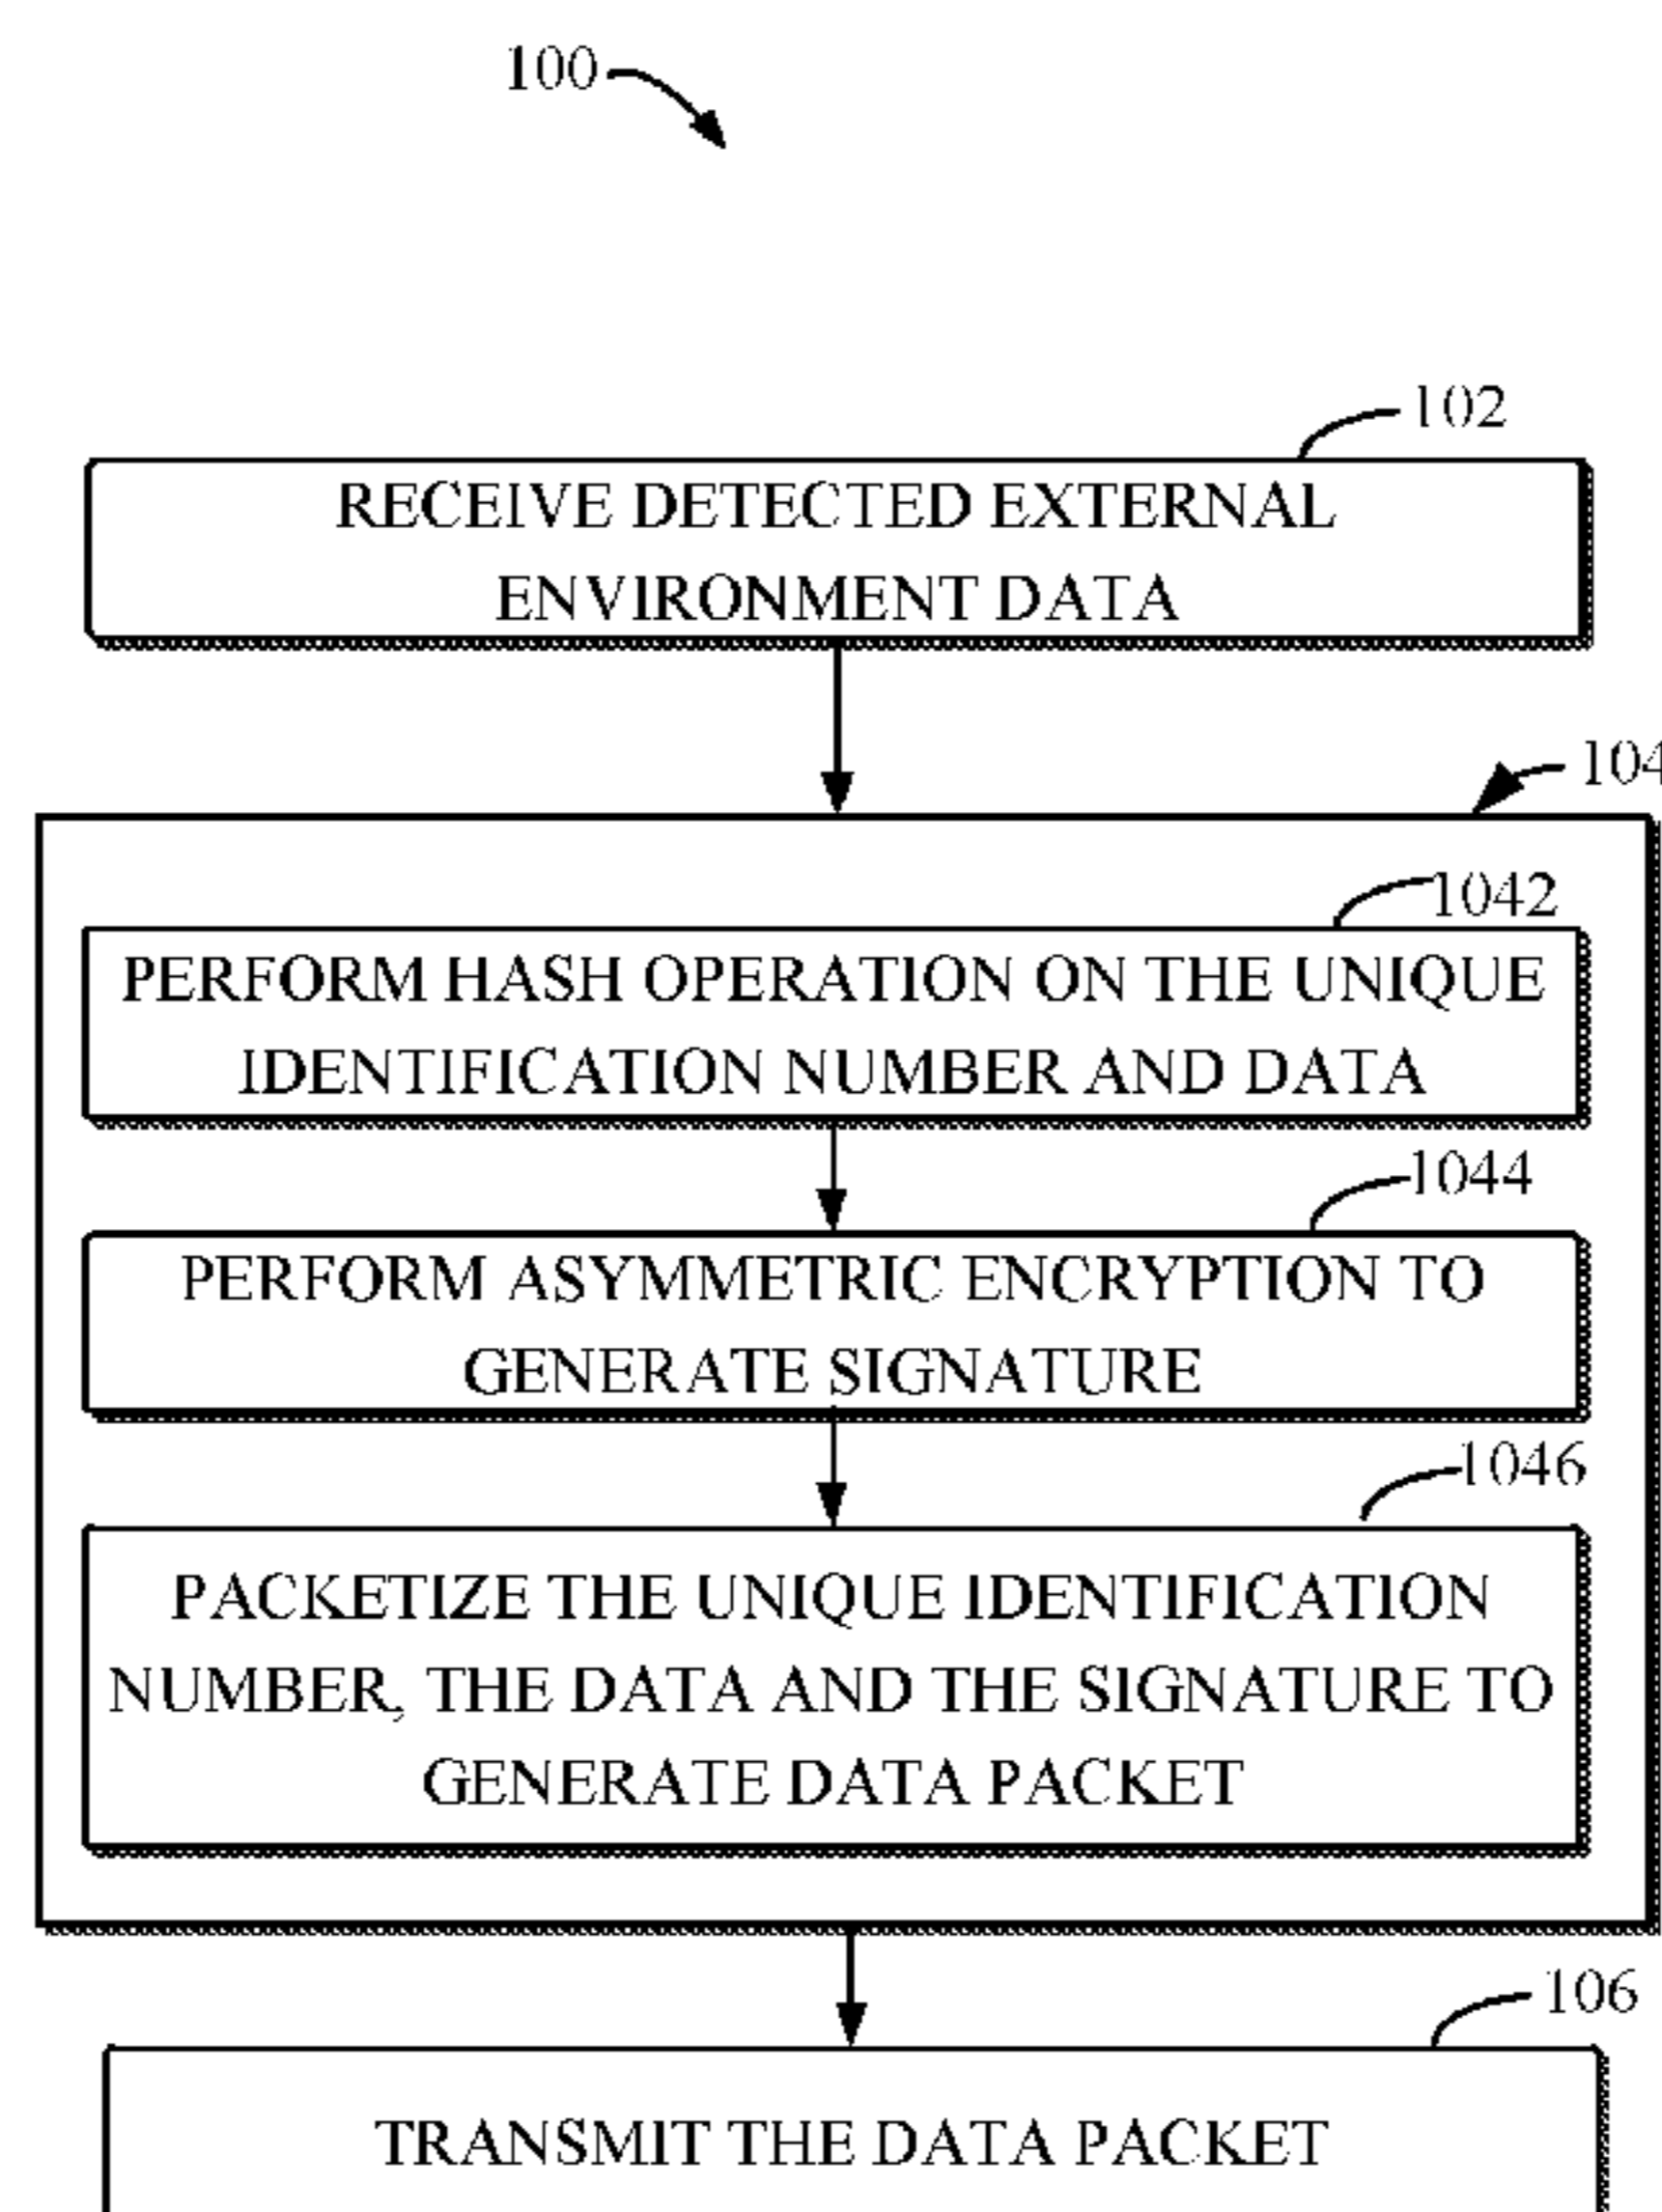 100
102
RECEIVE DETECTED EXTERNAL
ENVIRONMENT DATA
104
1042
PERFORM HASH OPERATION ON THE UNIQUE
IDENTIFICATION NUMBER AND DATA
1044
PERFORM ASYMMETRIC ENCRYPTION TO
GENERATE SIGNATURE
1046
PACKETIZE THE UNIQUE IDENTIFICATION
NUMBER, THE DATA AND THE SIGNATURE TO
GENERATE DATA PACKET
106
TRANSMIT THE DATA PACKET